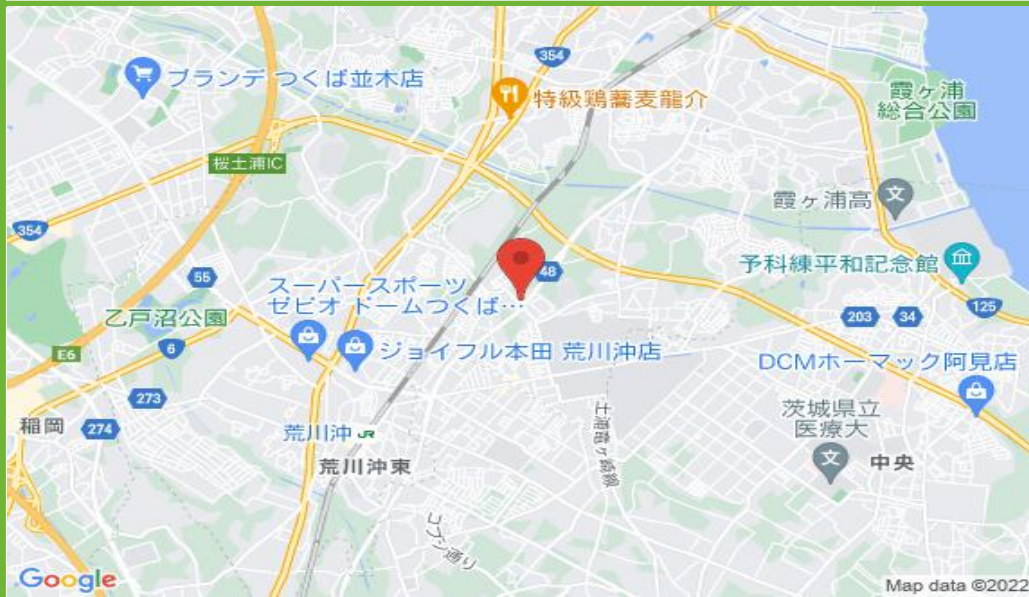 354
ブランデ つくば並木店
特級鶏蕎麦龍介
霞ヶ浦
総合公園
桜土浦IC
霞ヶ浦高
354
予科練平和記念館
48
55
スーパースポーツ
ゼビオ ドームつくば…
125
乙戸沼公園
203
34
6
E6
ジョイフル本田 荒川沖店
DCMホーマック阿見店
273
稲岡
274
荒川沖 JR
土浦竜ヶ崎線
茨城県立
医療大
荒川沖東
中央
コブシ通り
Google
Map data ©2022